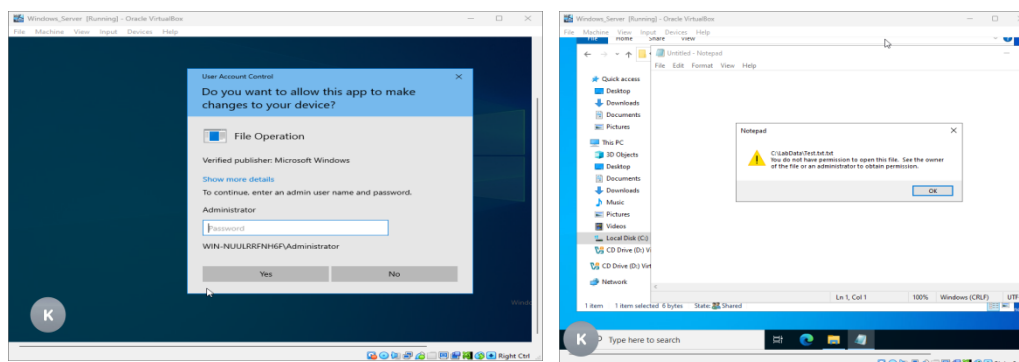 Windows_Server [Running] - Oracle VirtualBox
File Machine View Input Devices Help
User Account Control
Do you want to allow this app to make
changes to your device?
File Operation
Verified publisher: Microsoft Windows
Show more details
To continue, enter an admin user name and password.
Administrator
Password
WIN-NUULRRFNH6F\Administrator
Yes No
K
Right Ctrl
Windows_Server [Running] - Oracle VirtualBox
File Machine View Input Devices Help
File Home Share View
Untitled - Notepad
File Edit Format View Help
Quick access
Desktop
Downloads
Documents
Pictures
This PC
3D Objects
Desktop
Documents
Downloads
Music
Pictures
Videos
Local Disk (C:)
CD Drive (D:) Vi
CD Drive (D:) Virt
Network
Notepad
C:\LabData\Test.txt.txt
You do not have permission to open this file. See the owner
of the file or an administrator to obtain permission.
OK
Ln 1, Col 1 100% Windows (CRLF) UTF
1 item 1 item selected 6 bytes State: Shared
K
Type here to search